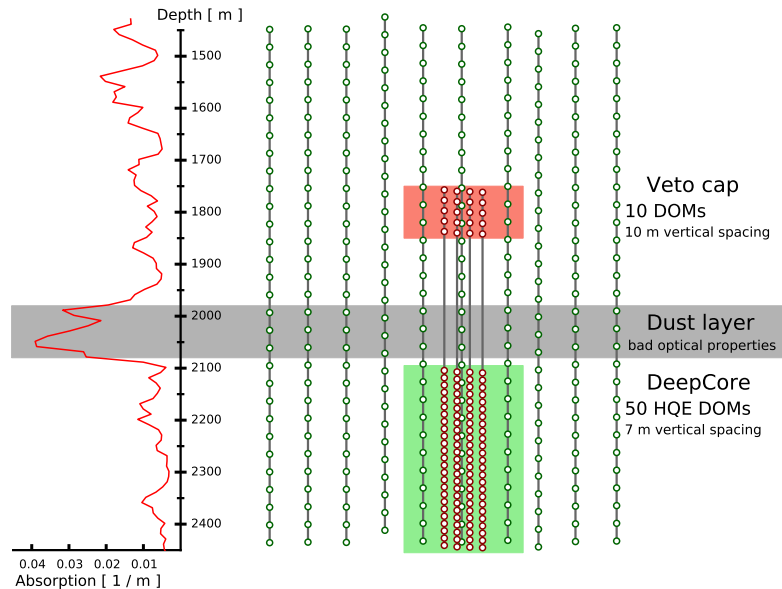 Depth [ m ]
1500
1600
1700
1800
1900
2000
2100
2200
2300
2400
0.04 0.03 0.02 0.01
Absorption [ 1 / m ]
Veto cap
10 DOMs
10 m vertical spacing
Dust layer
bad optical properties
DeepCore
50 HQE DOMs
7 m vertical spacing